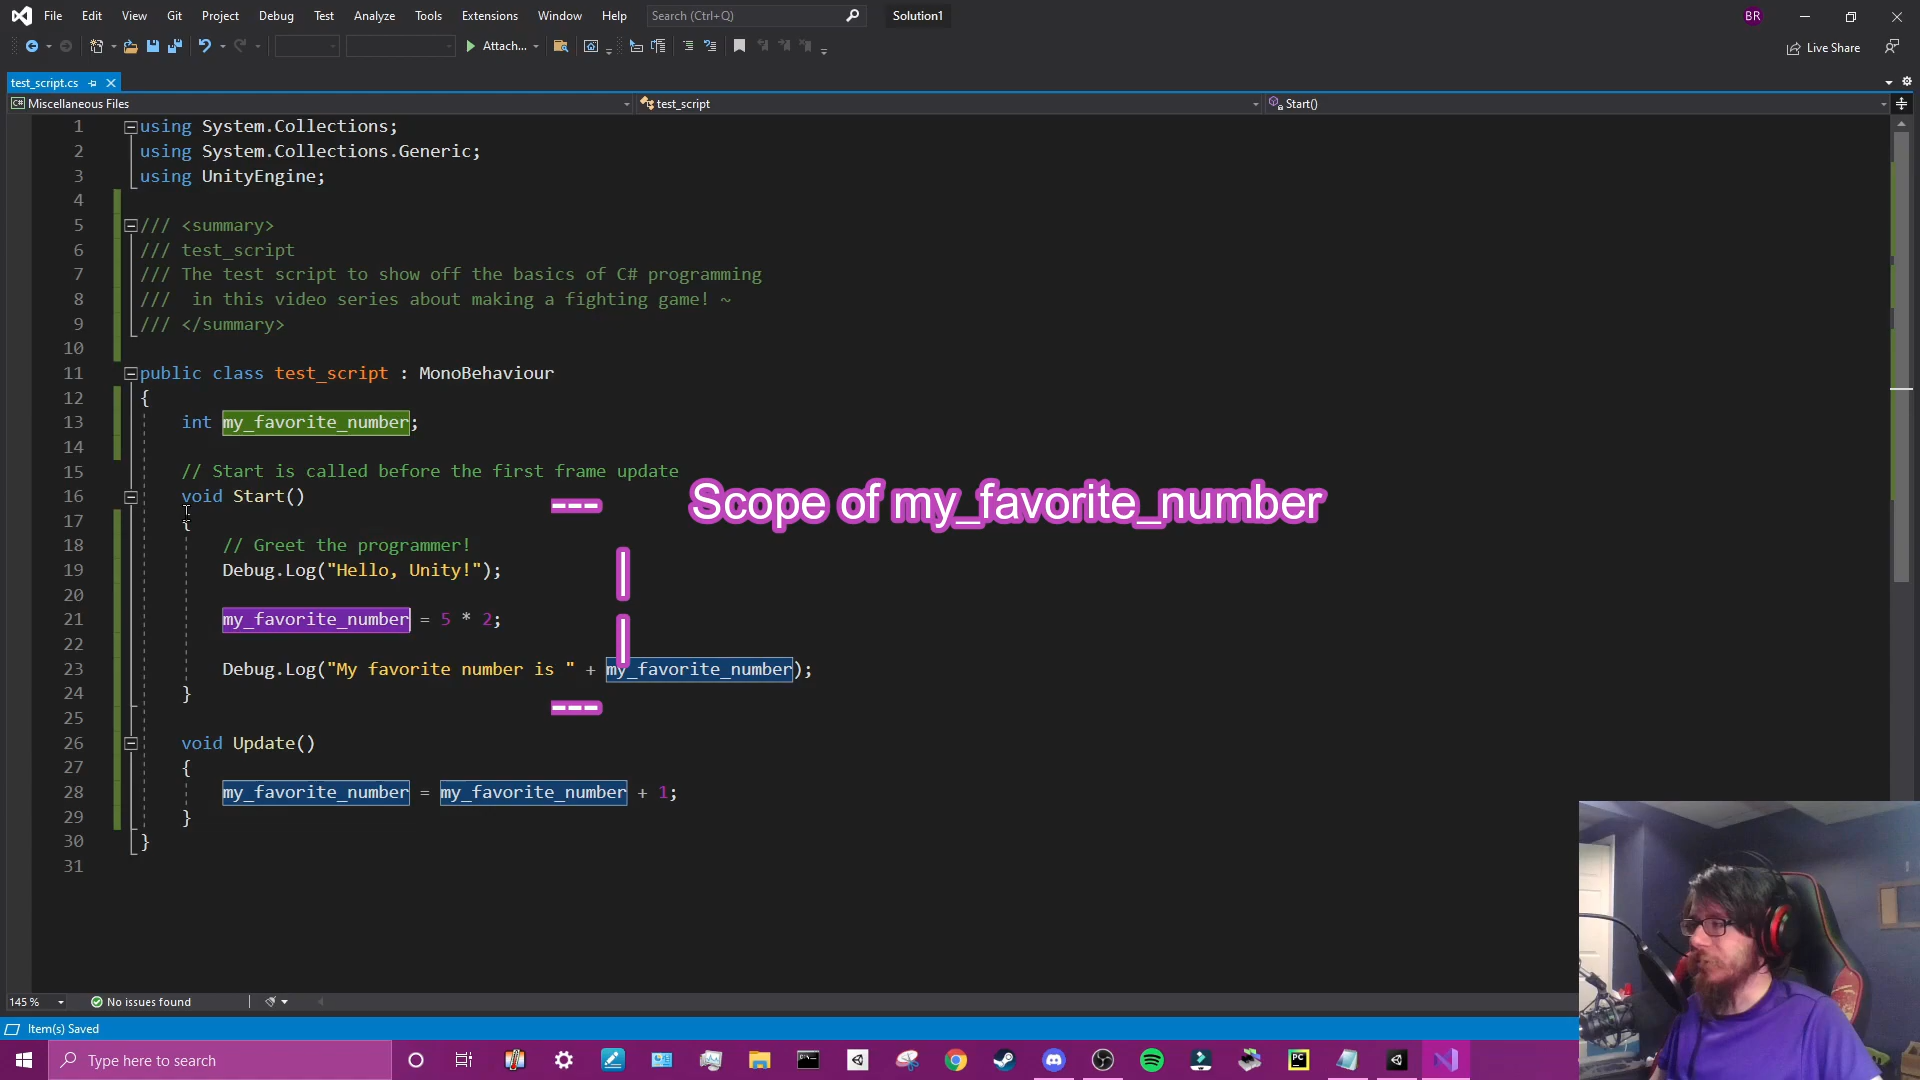 File Edit View Git Project Debug Test Analyze Tools Extensions Window Help Search (Ctrl+Q) Solution1 BR
Attach... Live Share
test_script.cs
C# Miscellaneous Files test_script Start()
1 using System.Collections;
2 using System.Collections.Generic;
3 using UnityEngine;
4
5 /// <summary>
6 /// test_script
7 /// The test script to show off the basics of C# programming
8 /// in this video series about making a fighting game! ~
9 /// </summary>
10
11 public class test_script : MonoBehaviour
12 {
13 int my_favorite_number;
14
15 // Start is called before the first frame update
16 void Start()
--- Scope of my_favorite_number
17 {
18 // Greet the programmer!
19 Debug.Log("Hello, Unity!");
|
20
21 my_favorite_number = 5 * 2;
|
22
23 Debug.Log("My favorite number is " + my_favorite_number);
24 }
---
25
26 void Update()
27 {
28 my_favorite_number = my_favorite_number + 1;
29 }
30 }
31
145 % No issues found
Item(s) Saved
Type here to search PC